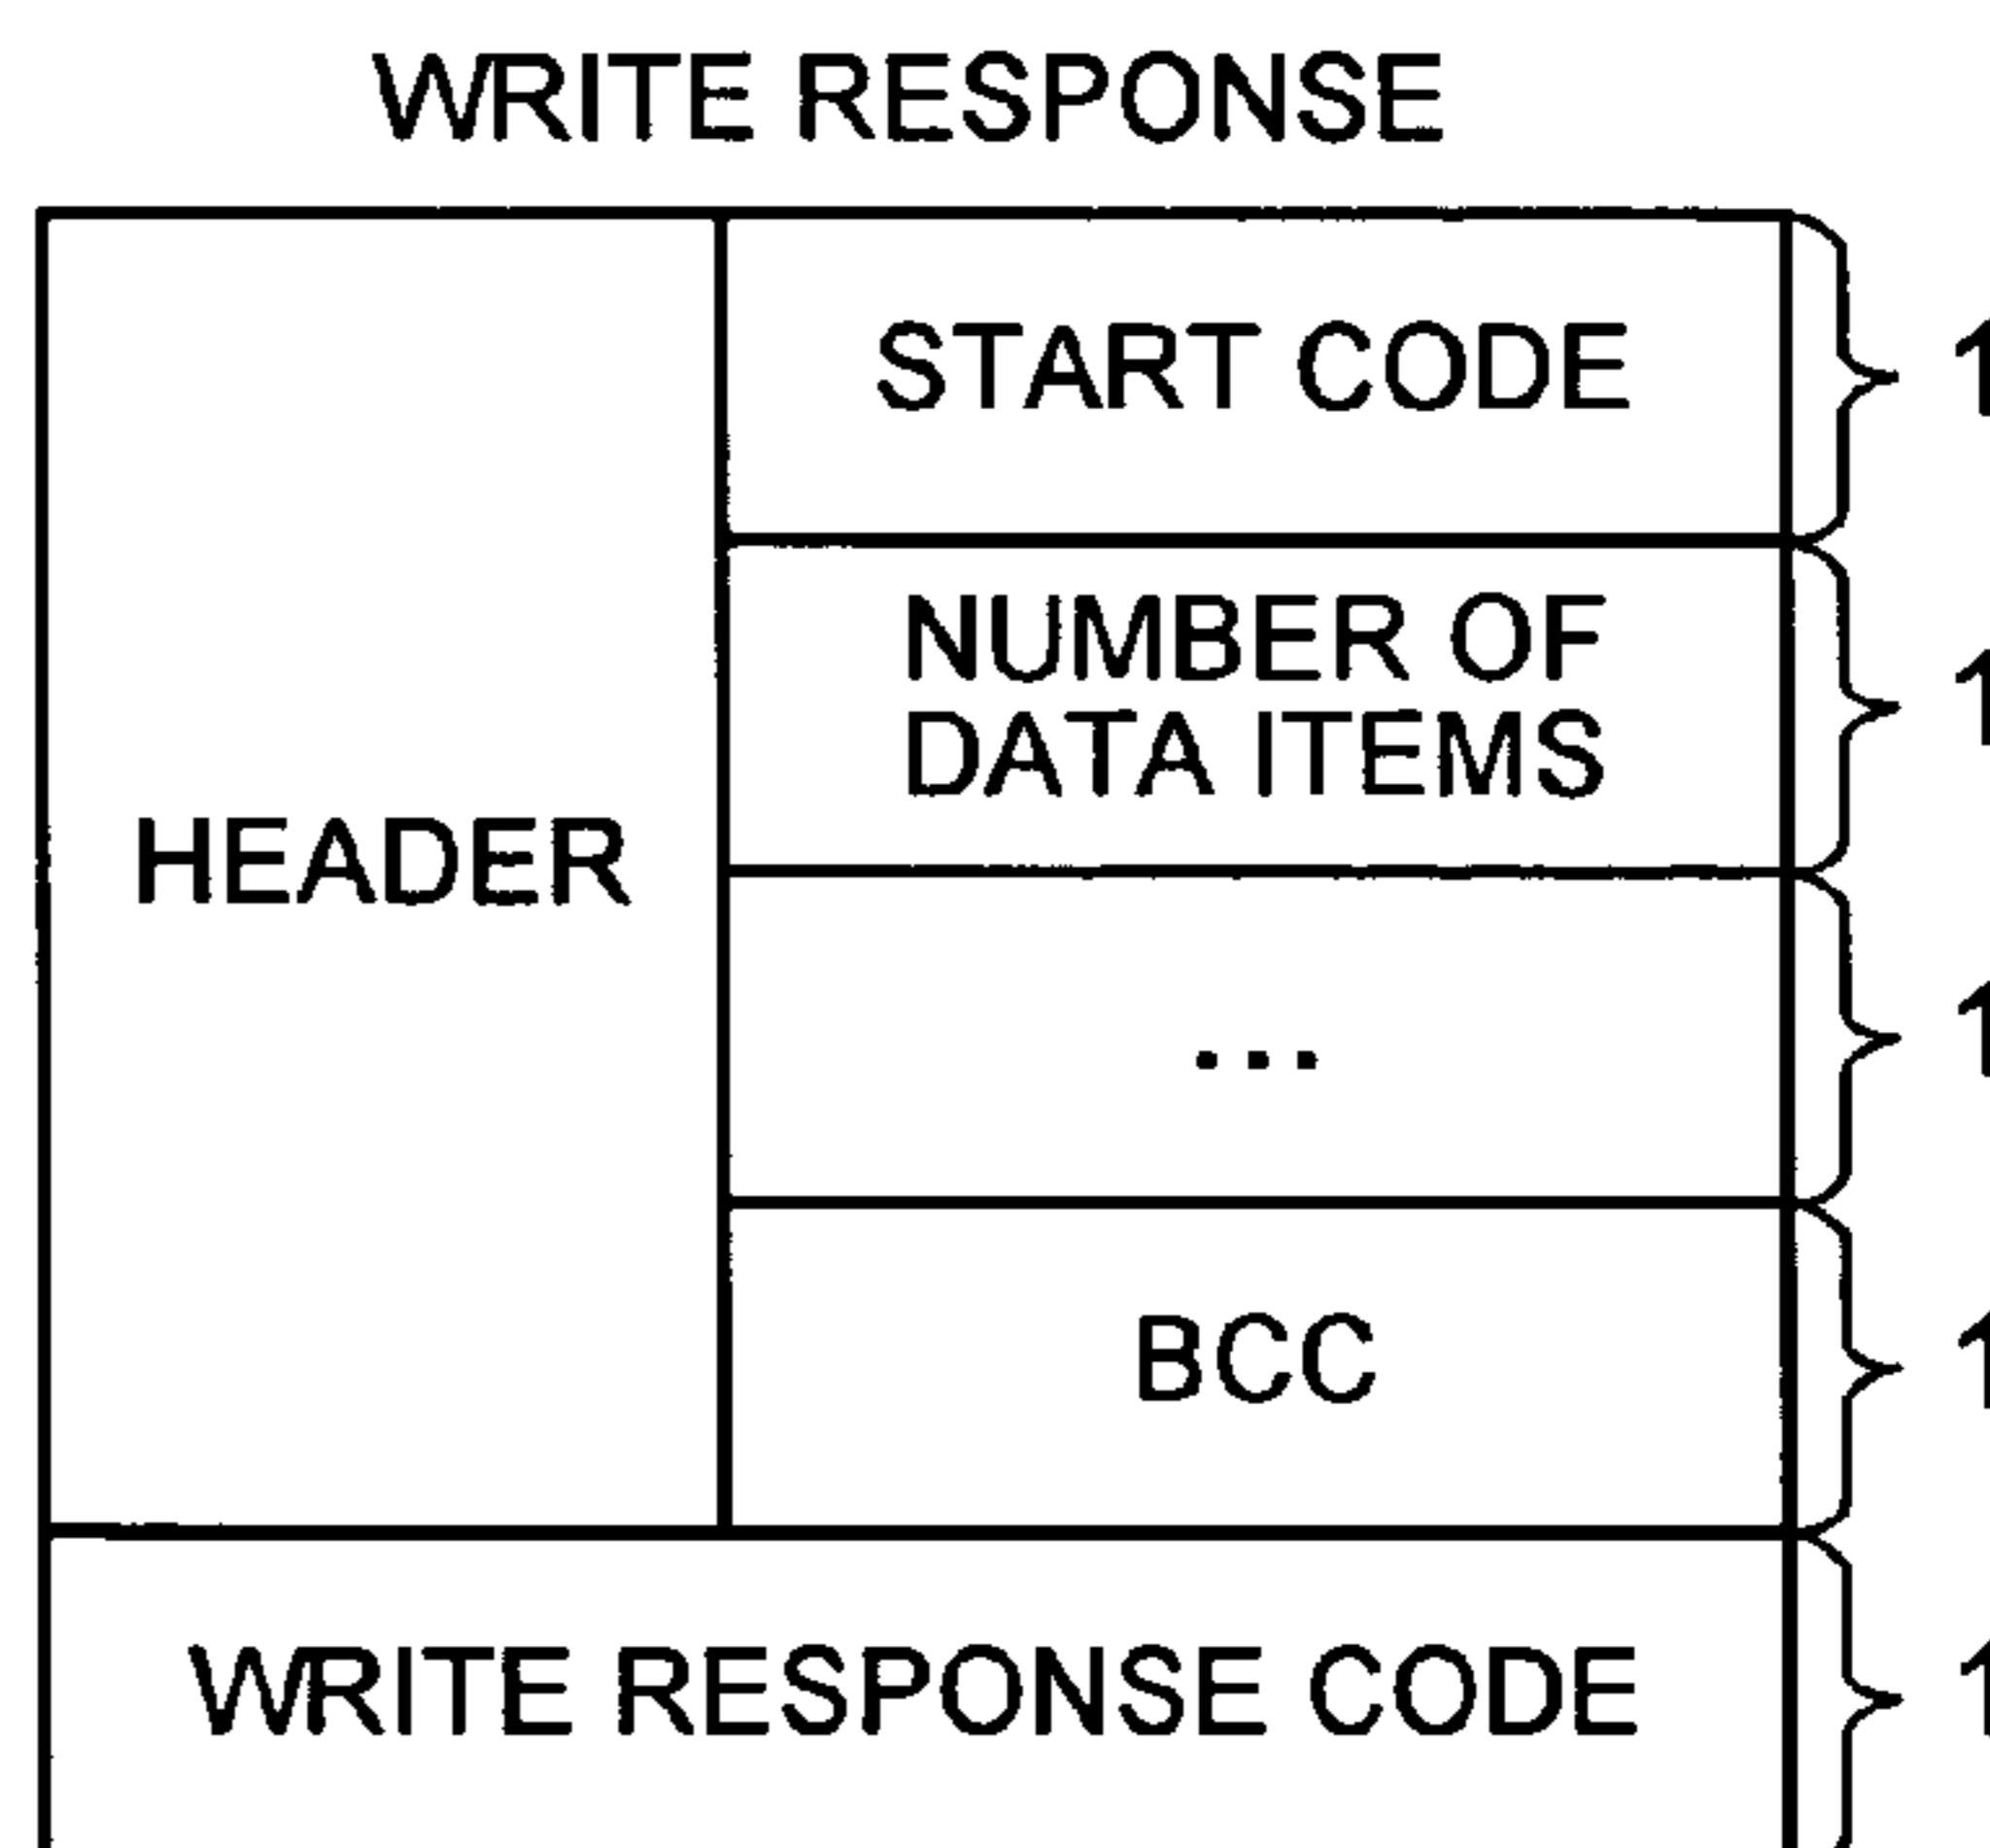 WRITE RESPONSE
START CODE
1
NUMBER OF
DATA ITEMS
1
HEADER
...
1
BCC
1
WRITE RESPONSE CODE
1